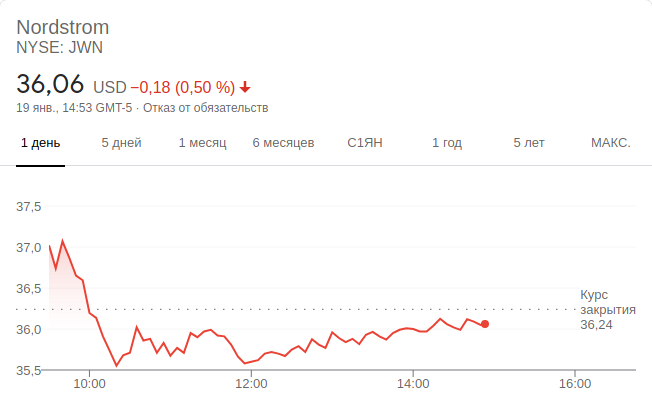 Nordstrom
NYSE: JWN
36,06 USD −0,18 (0,50 %)
19 янв., 14:53 GMT-5 · Отказ от обязательств
1 день 5 дней 1 месяц 6 месяцев С1ЯН 1 год 5 лет МАКС.
37,5
37,0
36,5
36.0
35.5
Курс
закрытия
36,24
10:00 12:00 14:00 16:00